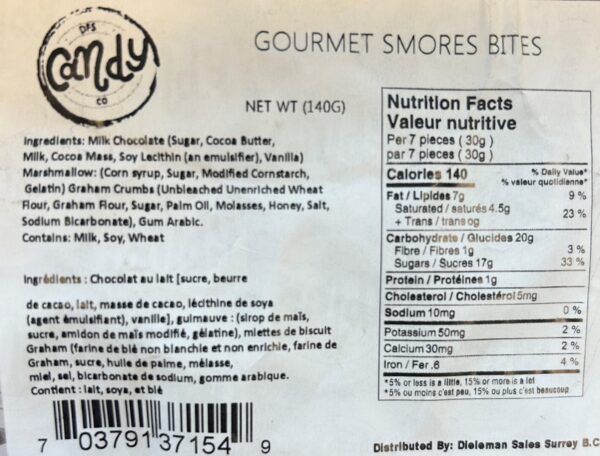 DFS
Candy
CO
GOURMET SMORES BITES
NET WT (140G)
Ingredients: Milk Chocolate (Sugar, Cocoa Butter,
Milk, Cocoa Mass, Soy Lecithin (an emulsifier), Vanilla)
Marshmallow: (Corn syrup, Sugar, Modified Cornstarch,
Gelatin) Graham Crumbs (Unbleached Unenriched Wheat
Flour, Graham Flour, Sugar, Palm Oil, Molasses, Honey, Salt,
Sodium Bicarbonate), Gum Arabic.
Contains: Milk, Soy, Wheat
Ingrédients : Chocolat au lait [sucre, beurre
de cacao, lait, masse de cacao, lécithine de soya
(agent émulsifiant), vanille], guimauve : (sirop de maïs,
sucre, amidon de maïs modifié, gélatine), miettes de biscuit
Graham (farine de blé non blanchie et non enrichie, farine de
Graham, sucre, huile de palme, mélasse,
miel, sel, bicarbonate de sodium, gomme arabique.
Contient : lait, soya, et blé
7 03791 37154 9
Nutrition Facts
Valeur nutritive
Per 7 pieces ( 30g )
par 7 pieces ( 30g )
Calories 140
% Daily Value*
% valeur quotidienne*
Fat / Lipides 7g 9 %
Saturated / saturés 4.5g
+ Trans / trans 0g 23 %
Carbohydrate / Glucides 20g
Fibre / Fibres 1g 3 %
Sugars / Sucres 17g 33 %
Protein / Protéines 1g
Cholesterol / Cholestérol 5mg
Sodium 10mg 0 %
Potassium 50mg 2 %
Calcium 30mg 2 %
Iron / Fer .6 4 %
*5% or less is a little, 15% or more is a lot
*5% ou moins c'est peu, 15% ou plus c'est beaucoup
Distributed By: Dieleman Sales Surrey B.C